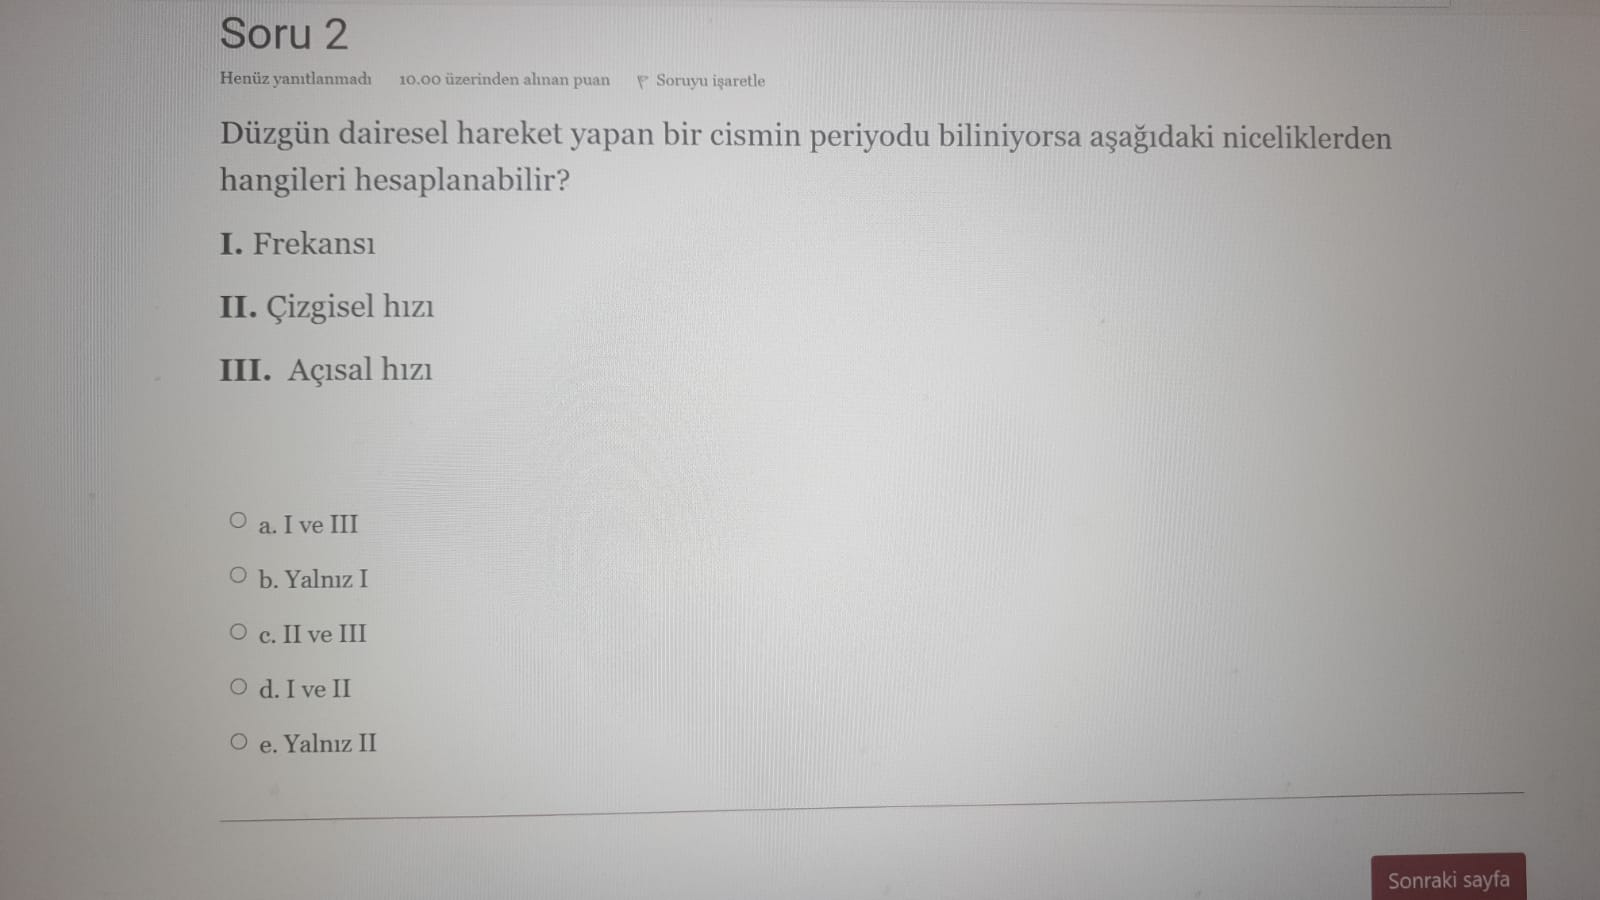 Soru 2
Henüz yanıtlanmadı 10.00 üzerinden alınan puan Soruyu işaretle
Düzgün dairesel hareket yapan bir cismin periyodu biliniyorsa aşağıdaki niceliklerden
hangileri hesaplanabilir?
I. Frekansı
II. Çizgisel hızı
III. Açısal hızı
a. I ve III
b. Yalnız I
c. II ve III
d. I ve II
e. Yalnız II
Sonraki sayfa